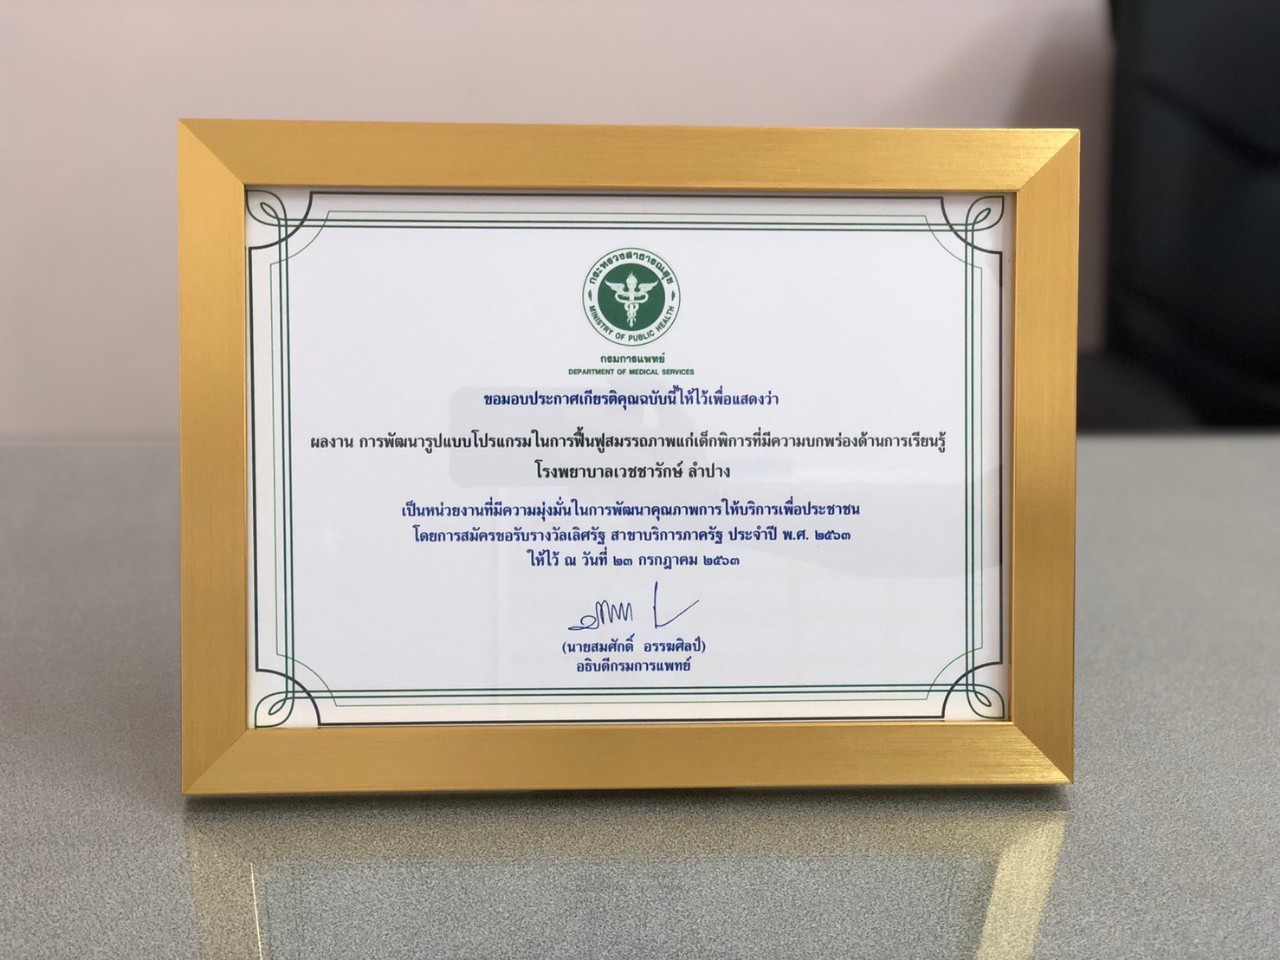 กระทรวงสาธารณสุข
MINISTRY OF PUBLIC HEALTH
กรมการแพทย์
DEPARTMENT OF MEDICAL SERVICES
ขอมอบประกาศเกียรติคุณฉบับนี้ให้ไว้เพื่อแสดงว่า
ผลงาน การพัฒนารูปแบบโปรแกรมในการฟื้นฟูสมรรถภาพแก่เด็กพิการที่มีความบกพร่องด้านการเรียนรู้
โรงพยาบาลเวชชารักษ์ ลำปาง
เป็นหน่วยงานที่มีความมุ่งมั่นในการพัฒนาคุณภาพการให้บริการเพื่อประชาชน
โดยการสมัครขอรับรางวัลเลิศรัฐ สาขาบริการภาครัฐ ประจำปี พ.ศ. ๒๕๖๓
ให้ไว้ ณ วันที่ ๒๓ กรกฎาคม ๒๕๖๓
(นายสมศักดิ์ อรรฆศิลป์)
อธิบดีกรมการแพทย์